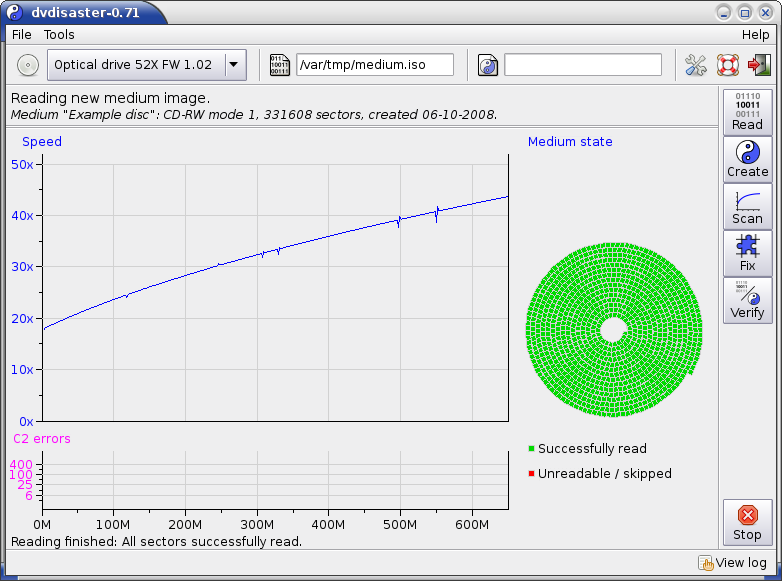 dvdisaster-0.71
File Tools Help
Optical drive 52X FW 1.02
/var/tmp/medium.iso
Reading new medium image.
Medium "Example disc": CD-RW mode 1, 331608 sectors, created 06-10-2008.
Speed
50x
40x
30x
20x
10x
0x
C2 errors
400
100
25
6
0M 100M 200M 300M 400M 500M 600M
Reading finished: All sectors successfully read.
Medium state
Successfully read
Unreadable / skipped
01110
10011
00111
Read
Create
Scan
Fix
Verify
Stop
View log